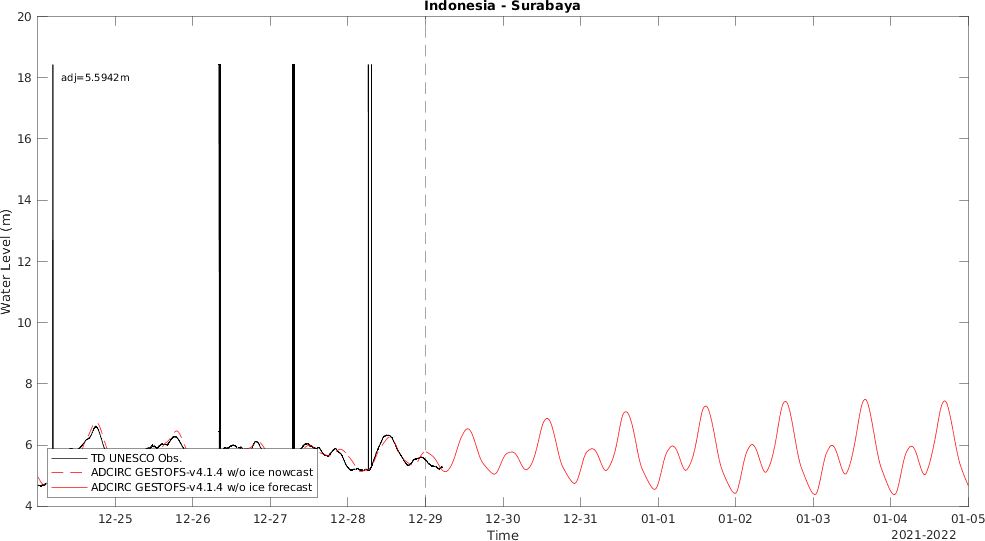 Indonesia - Surabaya
20
18
16
14
12
10
8
6
4
Water Level (m)
adj=5.5942m
TD UNESCO Obs.
ADCIRC GESTOFS-v4.1.4 w/o ice nowcast
ADCIRC GESTOFS-v4.1.4 w/o ice forecast
12-25 12-26 12-27 12-28 12-29 12-30 12-31 01-01 01-02 01-03 01-04 01-05
2021-2022
Time